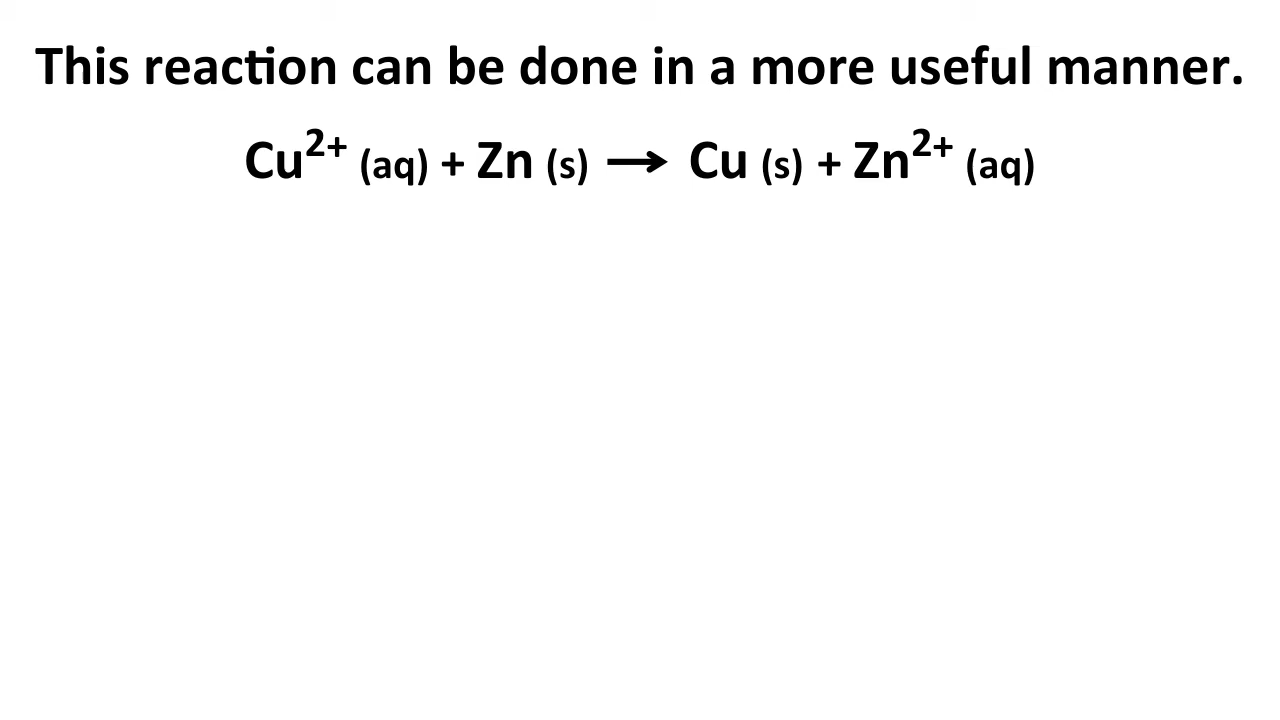 This reaction can be done in a more useful manner.
Cu²⁺ (aq) + Zn (s) → Cu (s) + Zn²⁺ (aq)